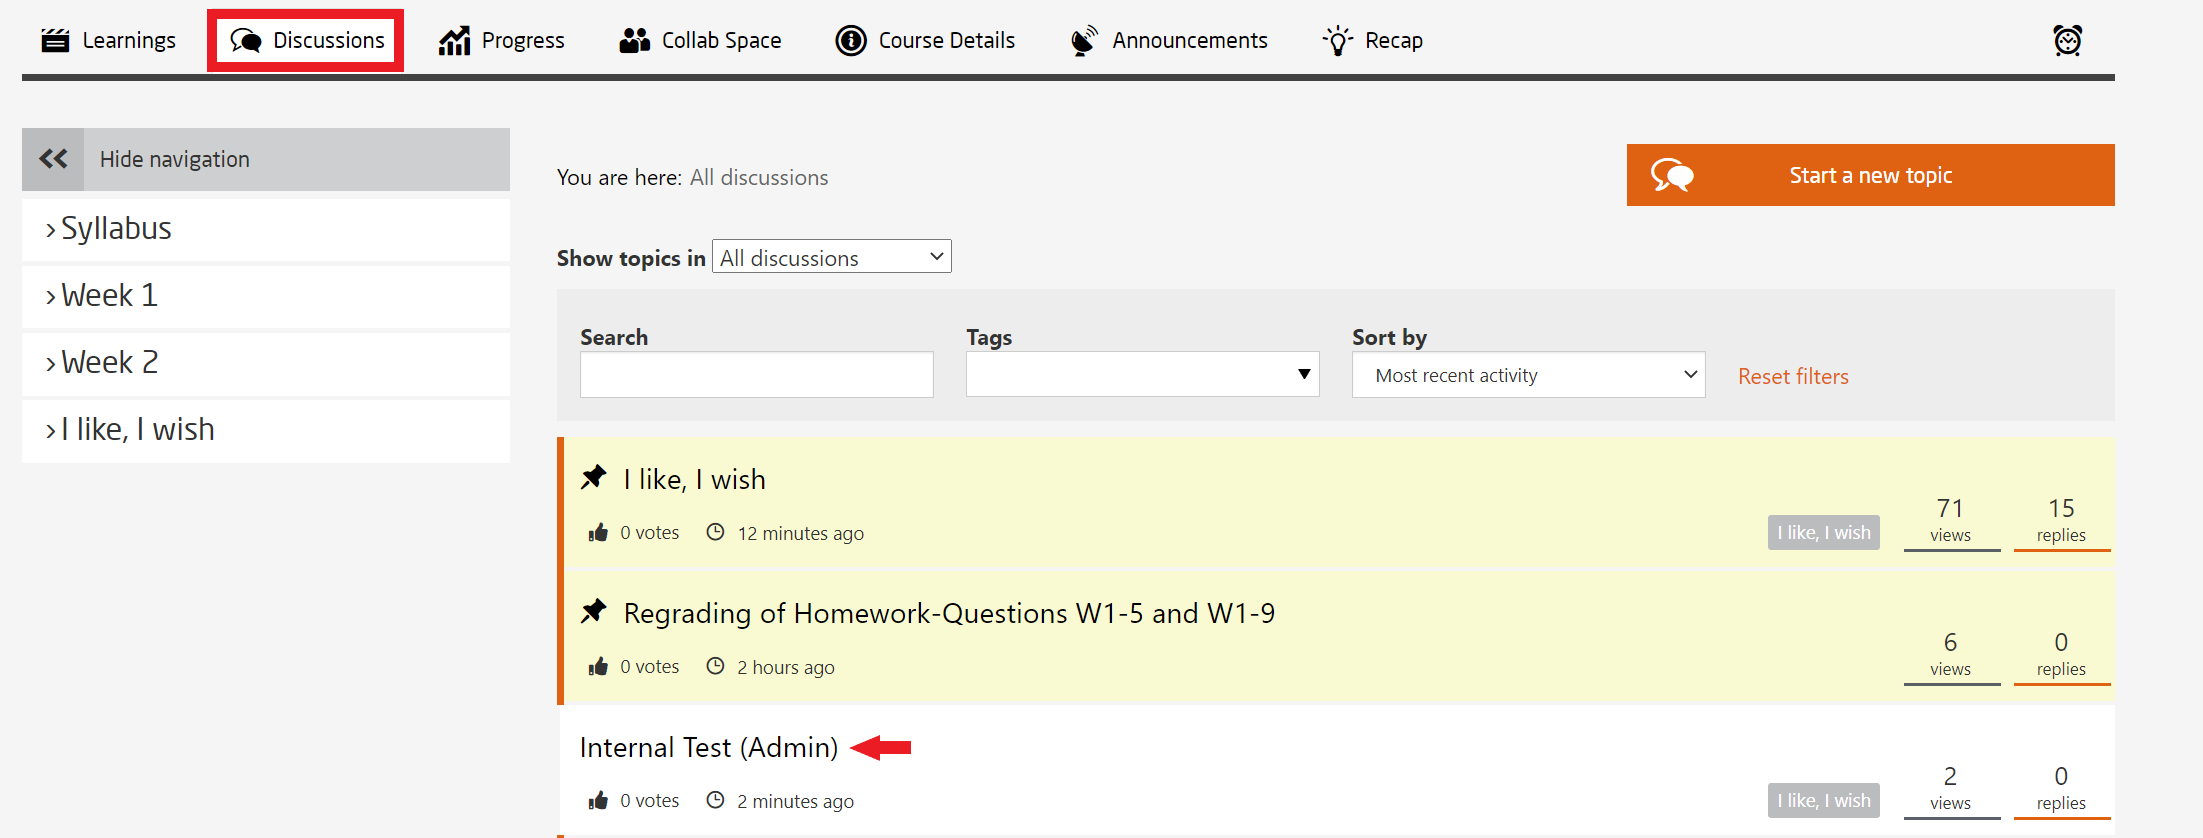 Learnings Discussions Progress Collab Space Course Details Announcements Recap
Hide navigation
Syllabus
Week 1
Week 2
I like, I wish
You are here: All discussions
Start a new topic
Show topics in All discussions
Search Tags Sort by
Most recent activity Reset filters
I like, I wish
0 votes 12 minutes ago I like, I wish 71 views 15 replies
Regrading of Homework-Questions W1-5 and W1-9
0 votes 2 hours ago 6 views 0 replies
Internal Test (Admin)
0 votes 2 minutes ago I like, I wish 2 views 0 replies